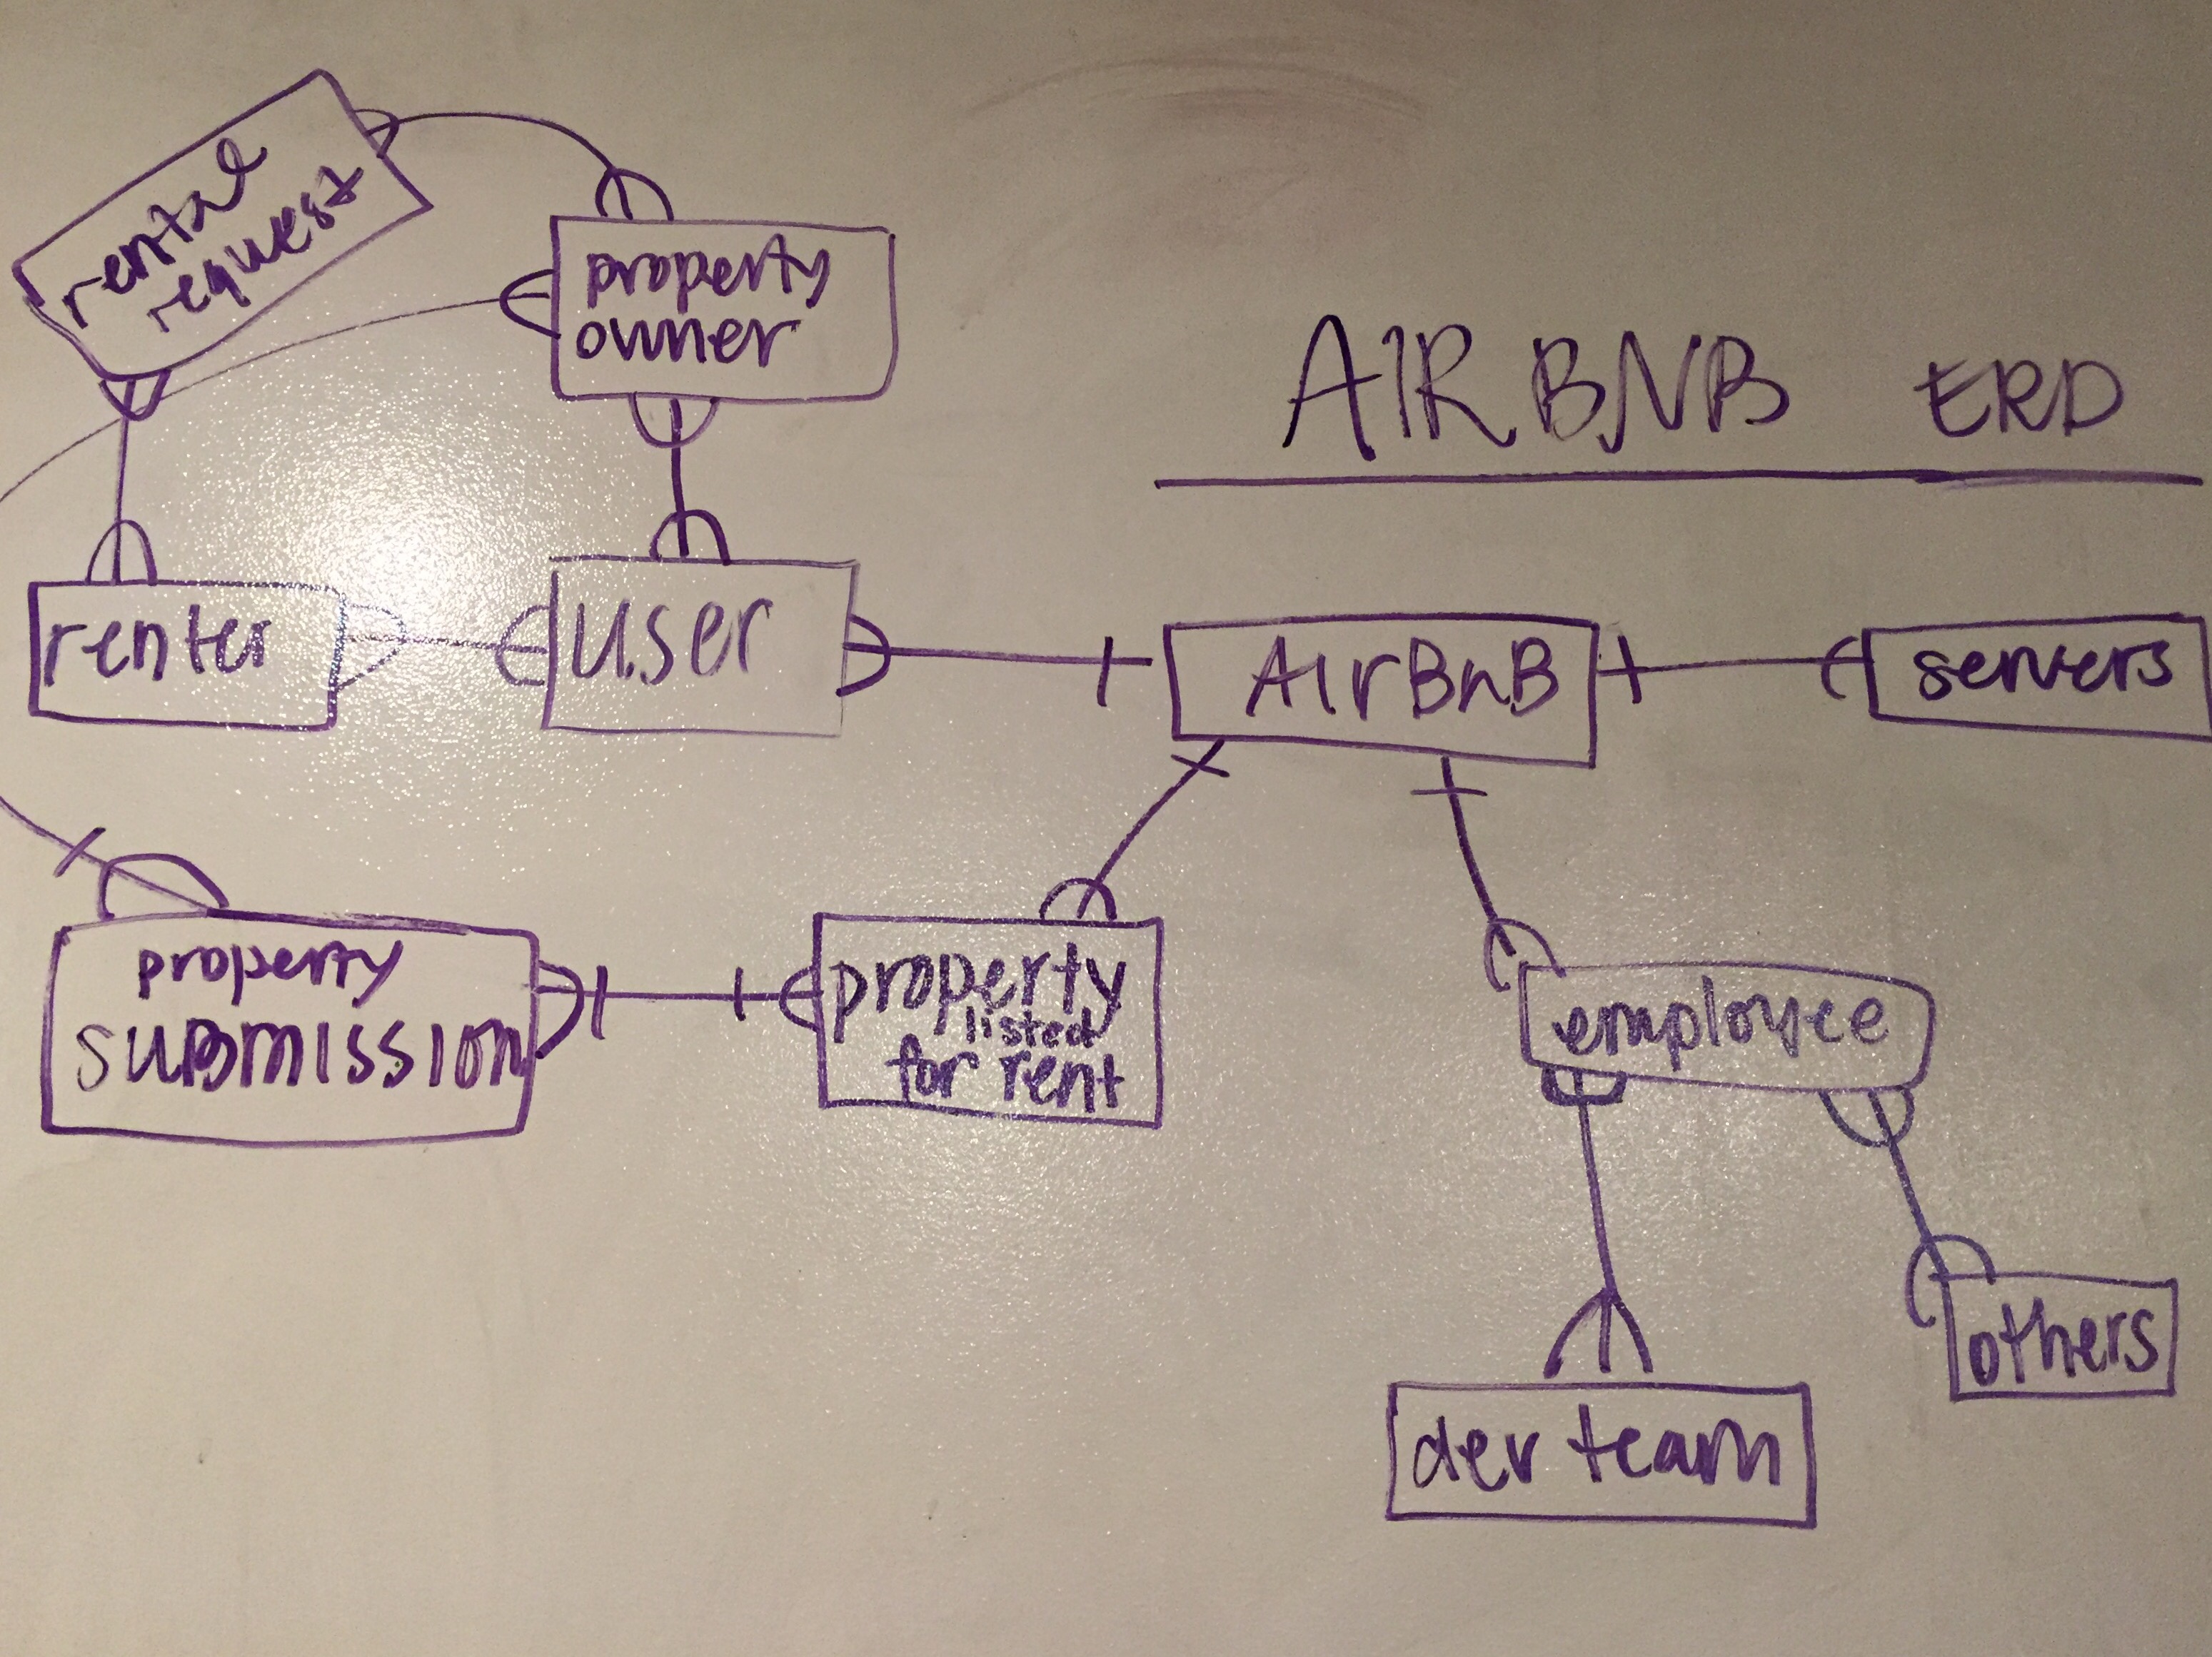 rental
request
property
owner
AIRBNB ERD
renter
user
AIrBnB
servers
property
submission
property
listed
for rent
employee
others
dev team